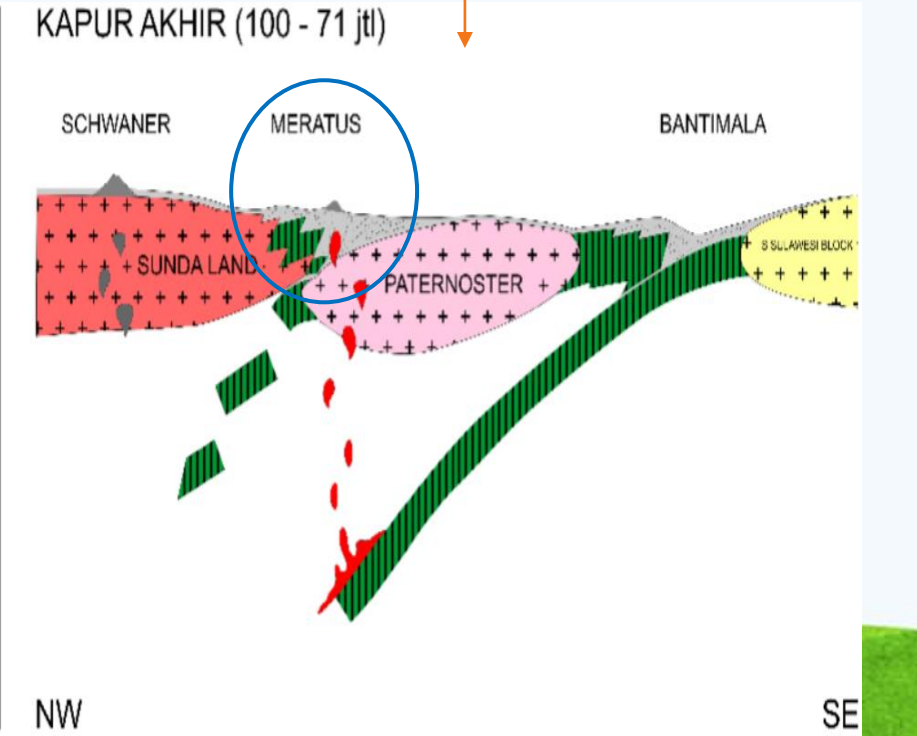 KAPUR AKHIR (100 - 71 jtl)
SCHWANER MERATUS BANTIMALA
S SULAWESI BLOCK
SUNDA LAND
PATERNOSTER
NW SE